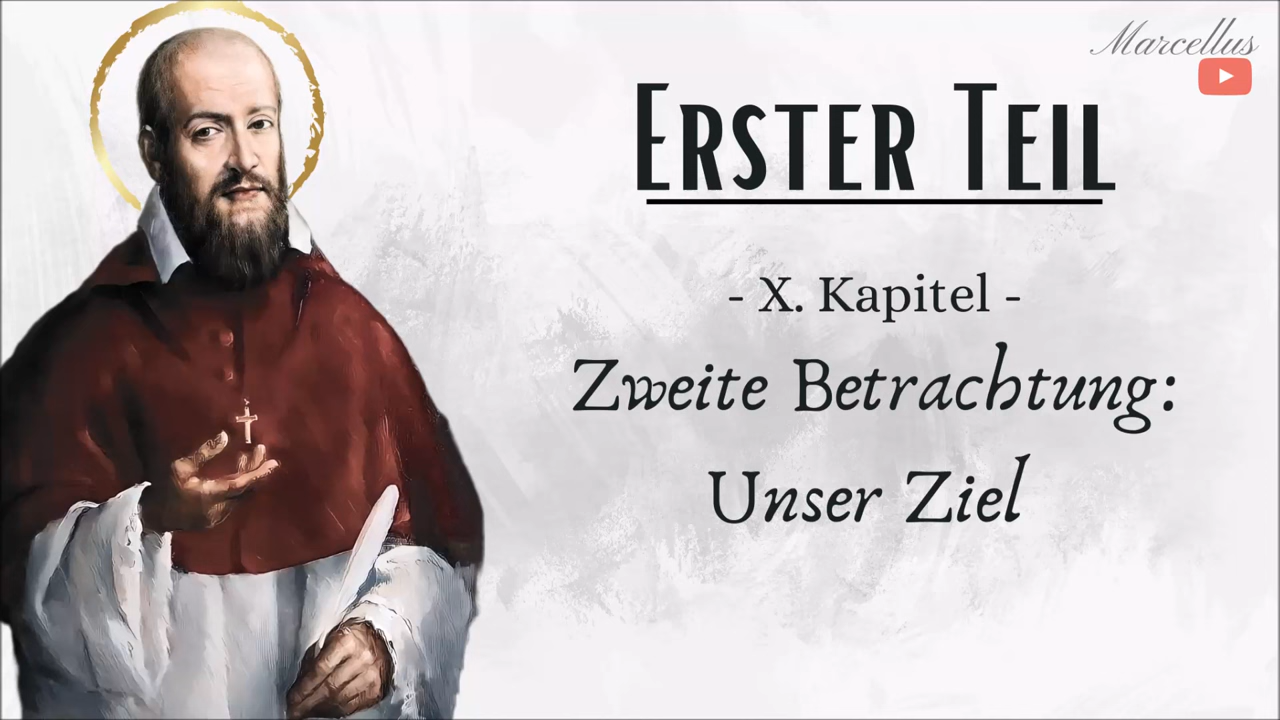 Marcellus
Erster Teil
- X. Kapitel -
Zweite Betrachtung:
Unser Ziel